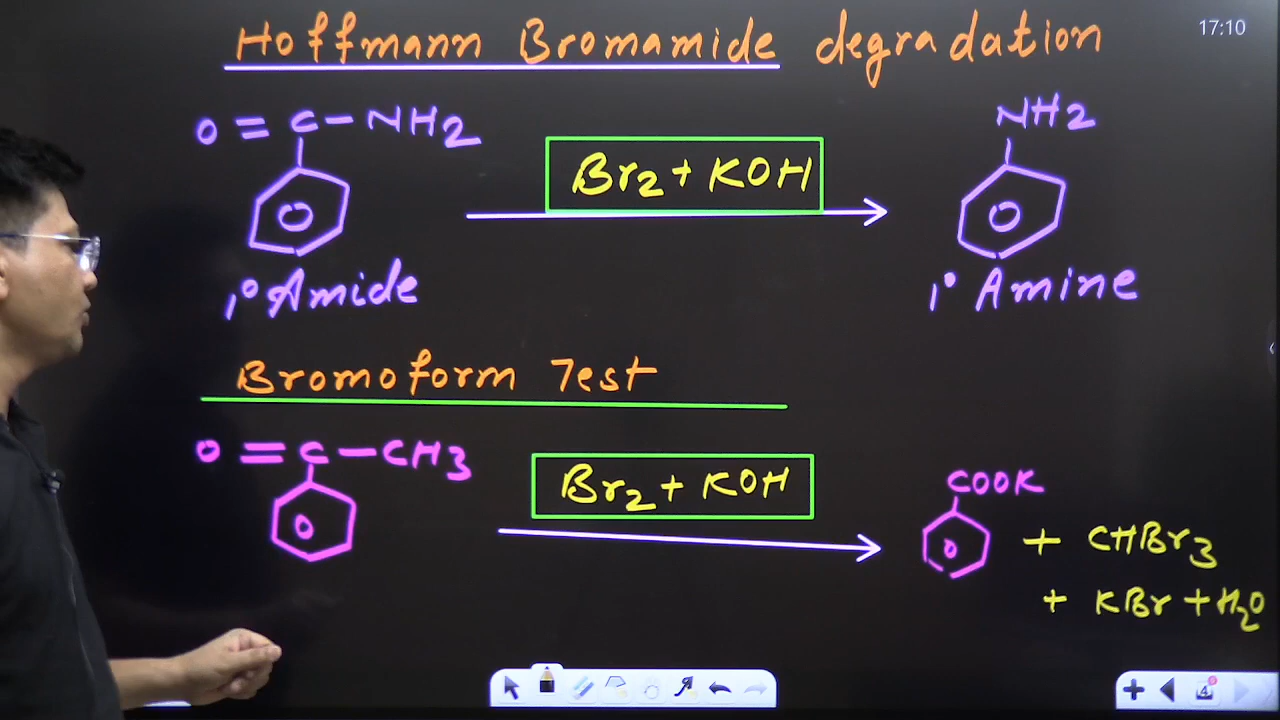 Hoffmann Bromamide degradation
17:10
O = C - NH2
Br2 + KOH
NH2
1° Amide
1° Amine
Bromoform Test
O = C - CH3
Br2 + KOH
COOK
+ CHBr3
+ KBr + H2O
4